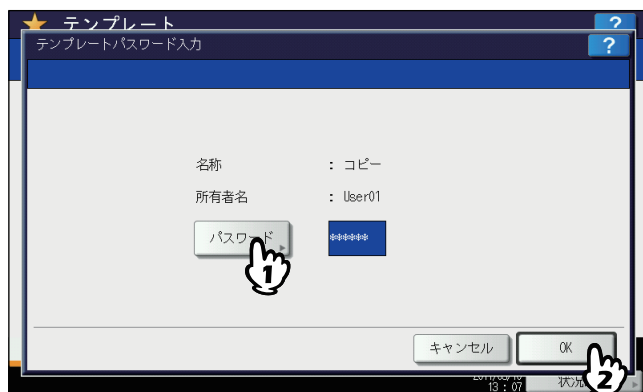 テンプレート
?
テンプレートパスワード入力
?
名称 : コピー
所有者名 : User01
パスワード ******
1
キャンセル OK
2
13 : 07 状況